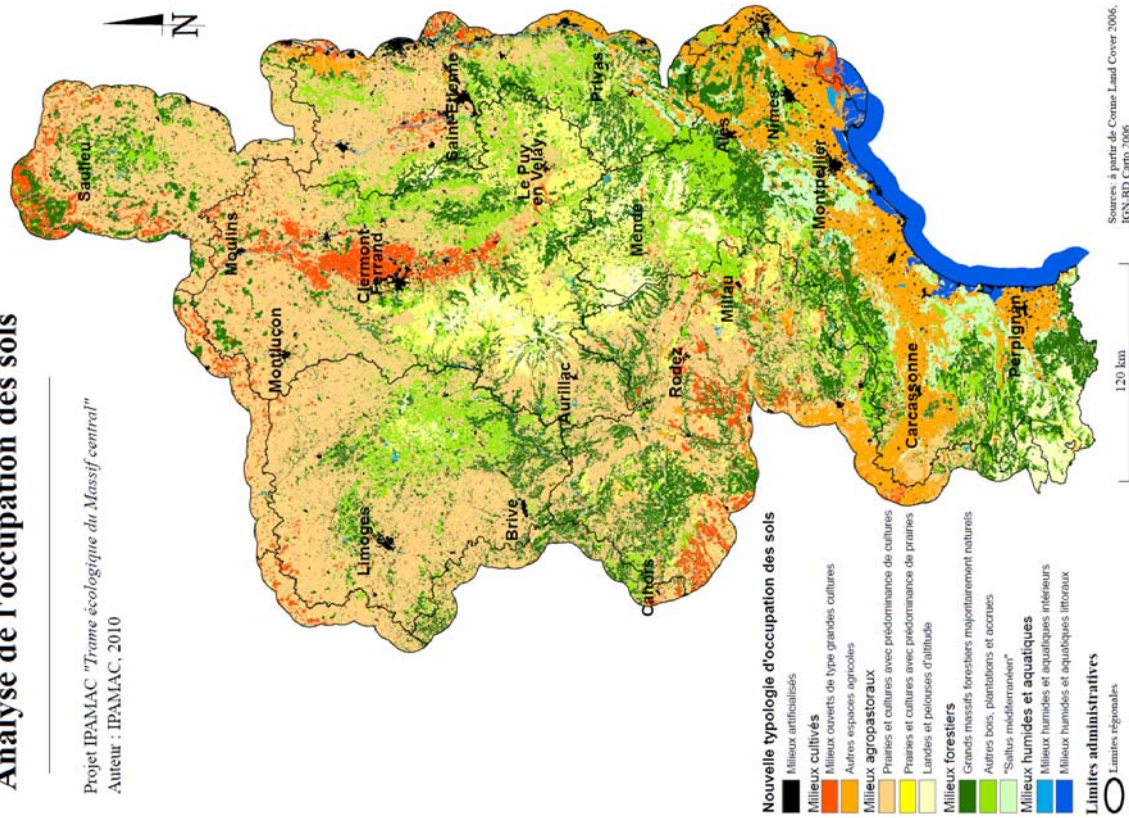 Analyse de l'occupation des sols
Projet IPAMAC "Trame écologique du Massif central"
Auteur : IPAMAC, 2010
N
Saulieu
Moulins
Montluçon
Clermont-
Ferrand
Limoges
Saint-Etienne
Brive
Le Puy
en Velay
Aurillac
Privas
Mende
Cahors
Rodez
Alès
Millau
Nîmes
Montpellier
Carcassonne
Perpignan
Nouvelle typologie d'occupation des sols
Milieux artificialisés
Milieux cultivés
Milieux ouverts de type grandes cultures
Autres espaces agricoles
Milieux agropastoraux
Prairies et cultures avec prédominance de cultures
Prairies et cultures avec prédominance de prairies
Landes et pelouses d'altitude
Milieux forestiers
Grands massifs forestiers majoritairement naturels
Autres bois, plantations et accrues
"Saltus méditerranéen"
Milieux humides et aquatiques
Milieux humides et aquatiques intérieurs
Milieux humides et aquatiques littoraux
Limites administratives
Limites régionales
120 km
Sources: à partir de Corinne Land Cover 2006,
IGN-BD Carto 2006